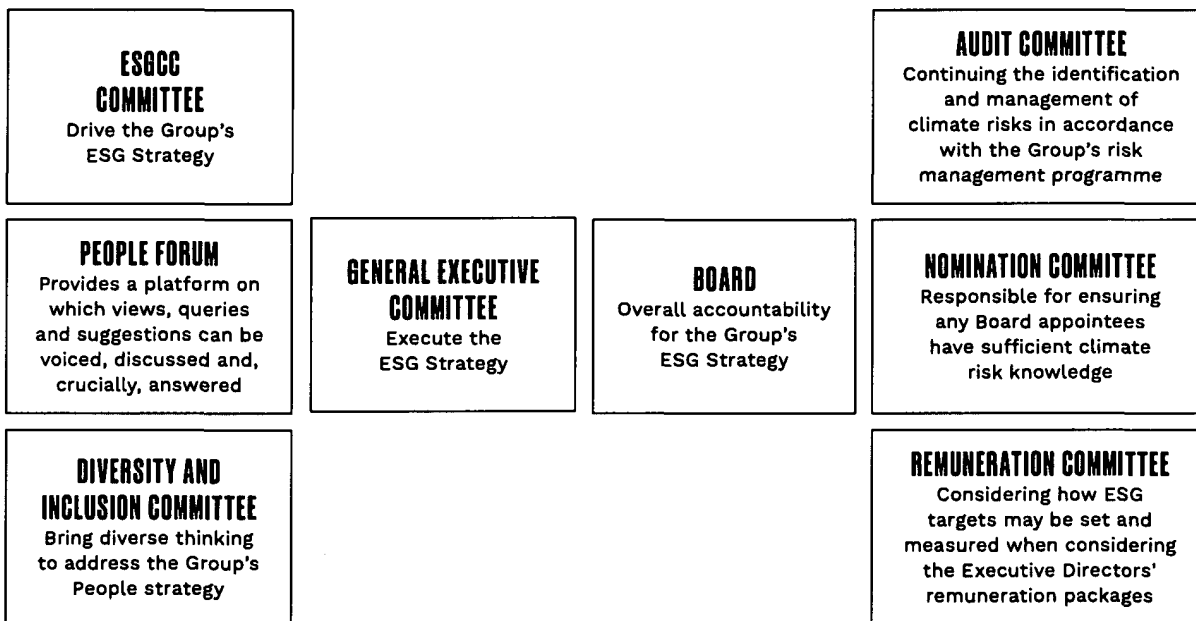 ESGCC
COMMITTEE
Drive the Group's
ESG Strategy
PEOPLE FORUM
Provides a platform on
which views, queries
and suggestions can be
voiced, discussed and,
crucially, answered
DIVERSITY AND
INCLUSION COMMITTEE
Bring diverse thinking
to address the Group's
People strategy
GENERAL EXECUTIVE
COMMITTEE
Execute the
ESG Strategy
BOARD
Overall accountability
for the Group's
ESG Strategy
AUDIT COMMITTEE
Continuing the identification
and management of
climate risks in accordance
with the Group's risk
management programme
NOMINATION COMMITTEE
Responsible for ensuring
any Board appointees
have sufficient climate
risk knowledge
REMUNERATION COMMITTEE
Considering how ESG
targets may be set and
measured when considering
the Executive Directors'
remuneration packages